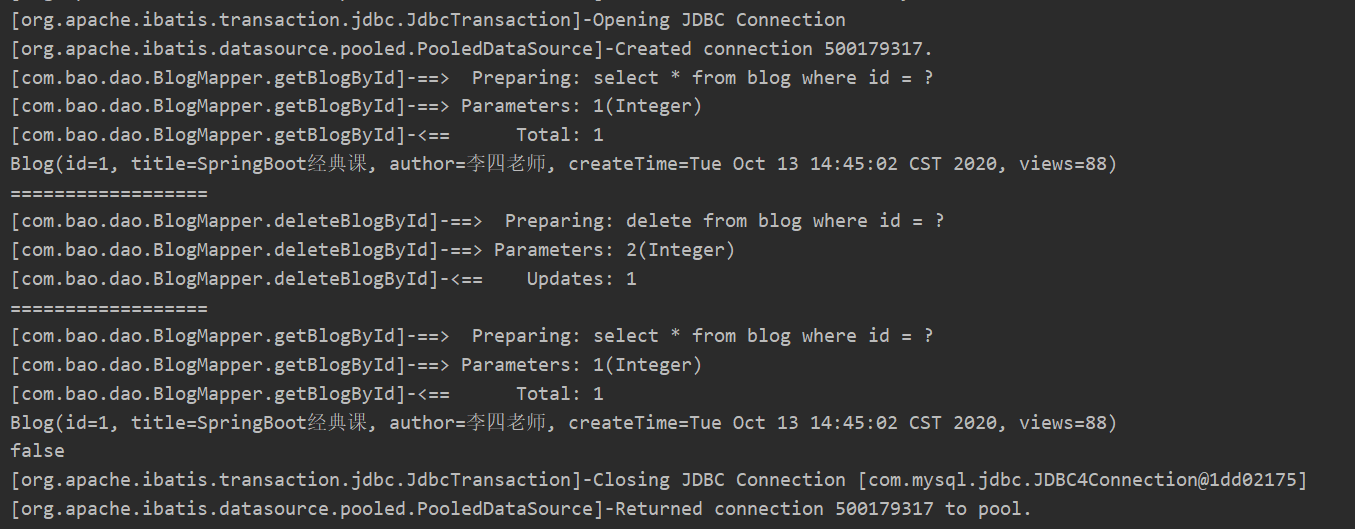 [org.apache.ibatis.transaction.jdbc.JdbcTransaction]-Opening JDBC Connection
[org.apache.ibatis.datasource.pooled.PooledDataSource]-Created connection 500179317.
[com.bao.dao.BlogMapper.getBlogById]-==>  Preparing: select * from blog where id = ?
[com.bao.dao.BlogMapper.getBlogById]-==> Parameters: 1(Integer)
[com.bao.dao.BlogMapper.getBlogById]-<==      Total: 1
Blog(id=1, title=SpringBoot经典课, author=李四老师, createTime=Tue Oct 13 14:45:02 CST 2020, views=88)
==================
[com.bao.dao.BlogMapper.deleteBlogById]-==>  Preparing: delete from blog where id = ?
[com.bao.dao.BlogMapper.deleteBlogById]-==> Parameters: 2(Integer)
[com.bao.dao.BlogMapper.deleteBlogById]-<==    Updates: 1
==================
[com.bao.dao.BlogMapper.getBlogById]-==>  Preparing: select * from blog where id = ?
[com.bao.dao.BlogMapper.getBlogById]-==> Parameters: 1(Integer)
[com.bao.dao.BlogMapper.getBlogById]-<==      Total: 1
Blog(id=1, title=SpringBoot经典课, author=李四老师, createTime=Tue Oct 13 14:45:02 CST 2020, views=88)
false
[org.apache.ibatis.transaction.jdbc.JdbcTransaction]-Closing JDBC Connection [com.mysql.jdbc.JDBC4Connection@1dd02175]
[org.apache.ibatis.datasource.pooled.PooledDataSource]-Returned connection 500179317 to pool.